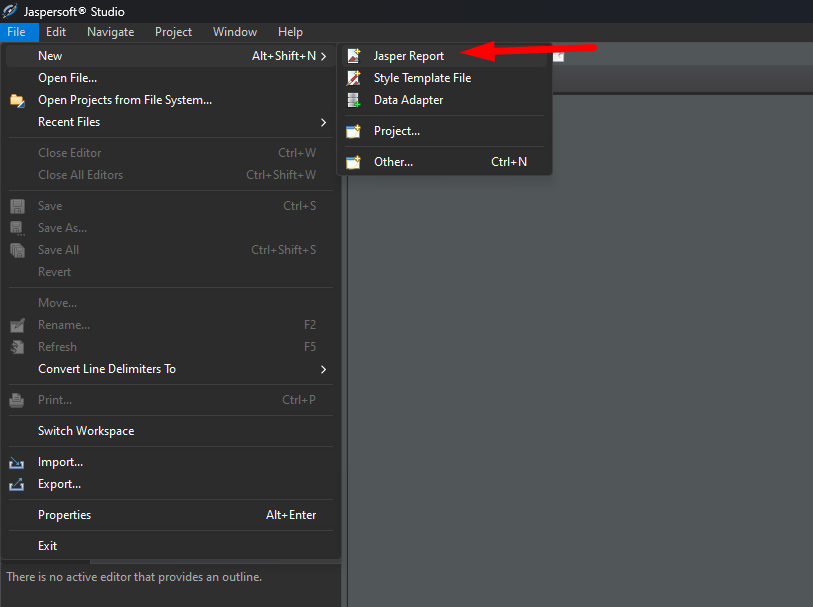 Jaspersoft® Studio
File Edit Navigate Project Window Help
New Alt+Shift+N
Open File...
Open Projects from File System...
Recent Files
Close Editor Ctrl+W
Close All Editors Ctrl+Shift+W
Save Ctrl+S
Save As...
Save All Ctrl+Shift+S
Revert
Move...
Rename... F2
Refresh F5
Convert Line Delimiters To
Print... Ctrl+P
Switch Workspace
Import...
Export...
Properties Alt+Enter
Exit
Jasper Report
Style Template File
Data Adapter
Project...
Other... Ctrl+N
There is no active editor that provides an outline.